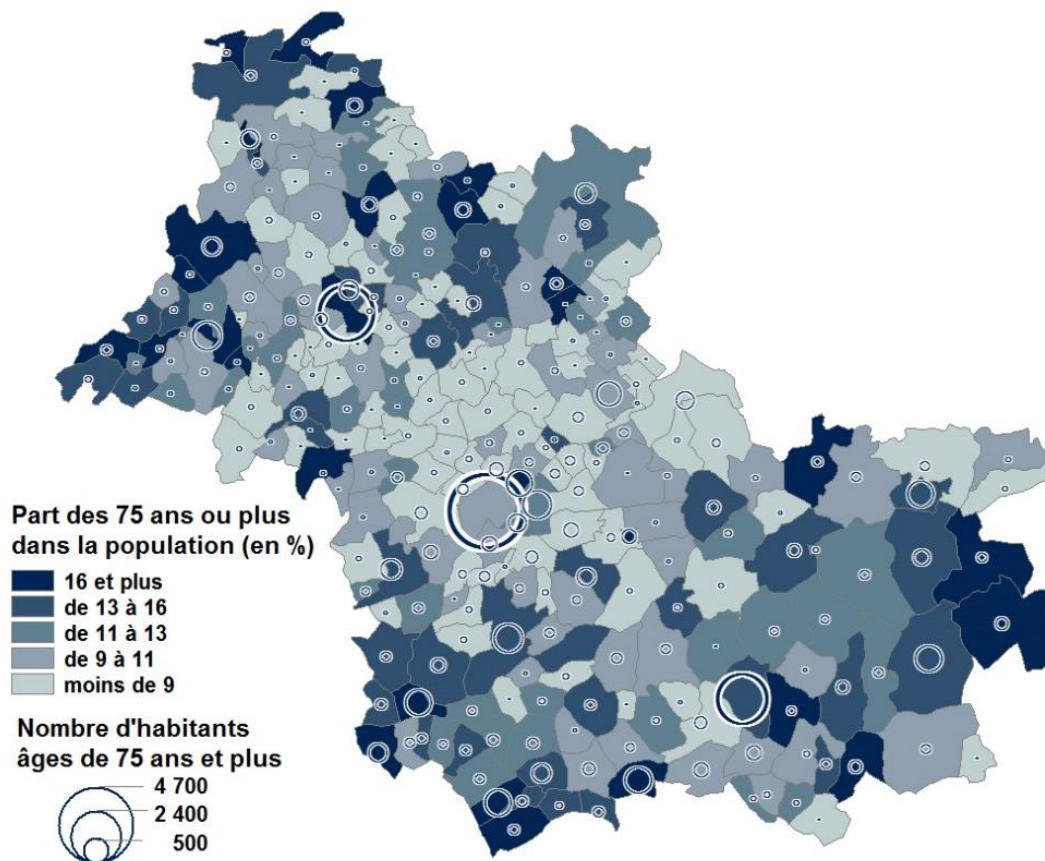 Part des 75 ans ou plus
dans la population (en %)
16 et plus
de 13 à 16
de 11 à 13
de 9 à 11
moins de 9
Nombre d'habitants
âges de 75 ans et plus
4 700
2 400
500